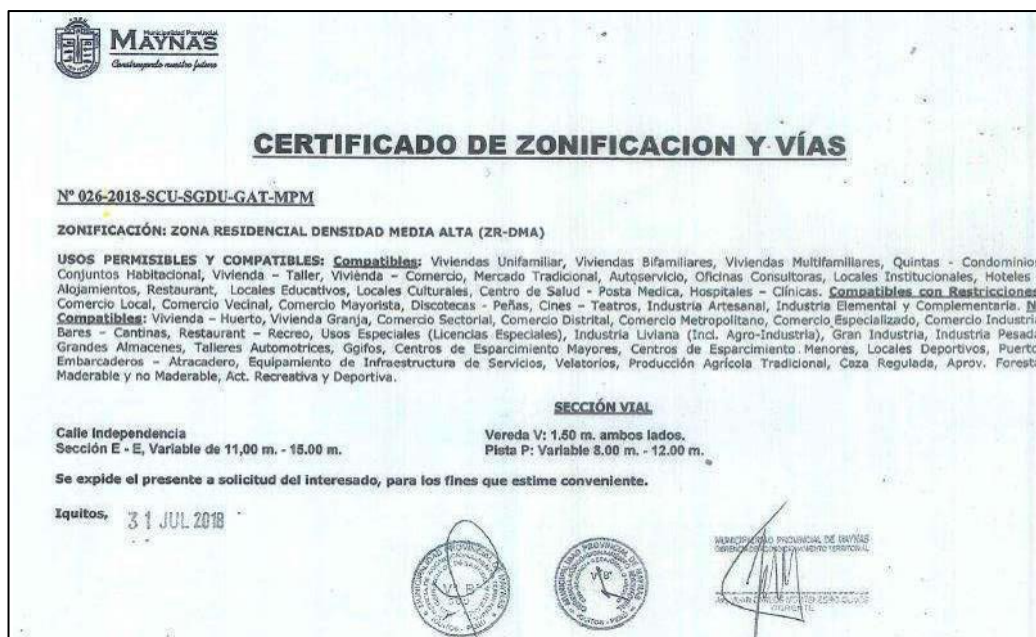 Municipalidad Provincial
MAYNAS
Construyendo nuestro futuro
CERTIFICADO DE ZONIFICACION Y VÍAS
Nº 026-2018-SCU-SGDU-GAT-MPM
ZONIFICACIÓN: ZONA RESIDENCIAL DENSIDAD MEDIA ALTA (ZR-DMA)
USOS PERMISIBLES Y COMPATIBLES: Compatibles: Viviendas Unifamiliar, Viviendas Bifamiliares, Viviendas Multifamiliares, Quintas - Condominios
Conjuntos Habitacional, Vivienda – Taller, Vivienda – Comercio, Mercado Tradicional, Autoservicio, Oficinas Consultoras, Locales Institucionales, Hoteles
Alojamientos, Restaurant, Locales Educativos, Locales Culturales, Centro de Salud - Posta Medica, Hospitales – Clínicas. Compatibles con Restricciones
Comercio Local, Comercio Vecinal, Comercio Mayorista, Discotecas - Peñas, Cines – Teatros, Industria Artesanal, Industria Elemental y Complementaria.
Compatibles: Vivienda – Huerto, Vivienda Granja, Comercio Sectorial, Comercio Distrital, Comercio Metropolitano, Comercio Especializado, Comercio Industri
Bares – Cantinas, Restaurant – Recreo, Usos Especiales (Licencias Especiales), Industria Liviana (Incl. Agro-Industria), Gran Industria, Industria Pesad
Grandes Almacenes, Talleres Automotrices, Ggifos, Centros de Esparcimiento Mayores, Centros de Esparcimiento Menores, Locales Deportivos, Puerto
Embarcaderos – Atracadero, Equipamiento de Infraestructura de Servicios, Velatorios, Producción Agrícola Tradicional, Caza Regulada, Aprov. Foresta
Maderable y no Maderable, Act. Recreativa y Deportiva.
SECCIÓN VIAL
Calle Independencia
Sección E - E, Variable de 11,00 m. - 15.00 m.
Vereda V: 1.50 m. ambos lados.
Pista P: Variable 8.00 m. - 12.00 m.
Se expide el presente a solicitud del interesado, para los fines que estime conveniente.
Iquitos, 31 JUL 2018
MUNICIPALIDAD PROVINCIAL DE MAYNAS